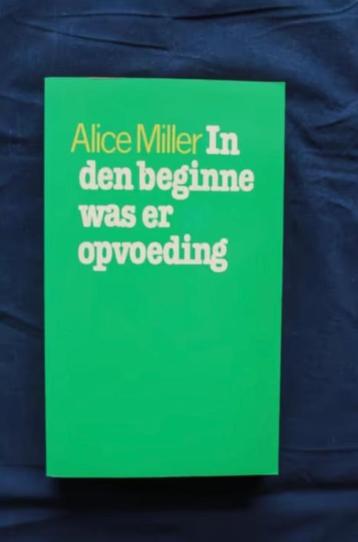 Alice Miller In
den beginne
was er
opvoeding